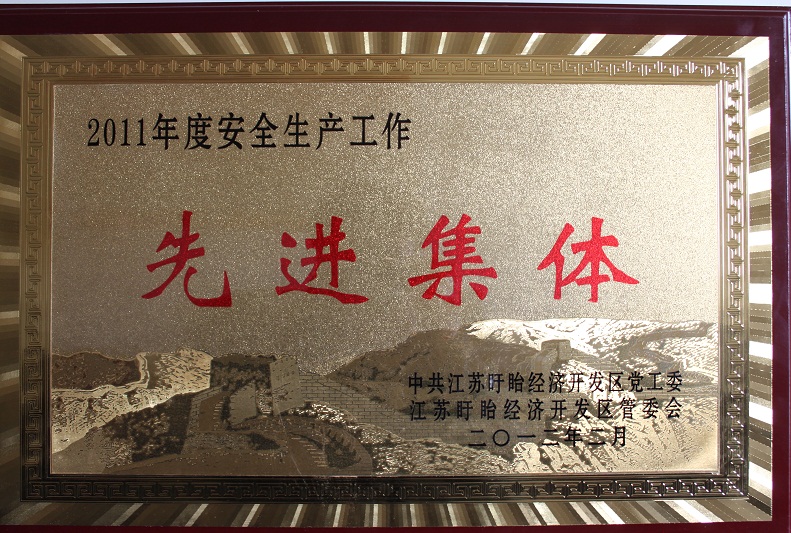 2011年度安全生产工作
先进集体
中共江苏盱眙经济开发区党工委
江苏盱眙经济开发区管委会
二〇一二年二月